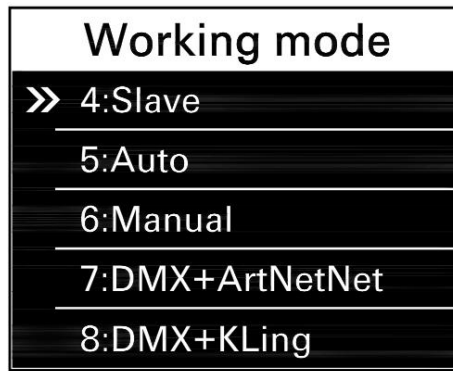 Working mode
» 4:Slave
5:Auto
6:Manual
7:DMX+ArtNetNet
8:DMX+KLing